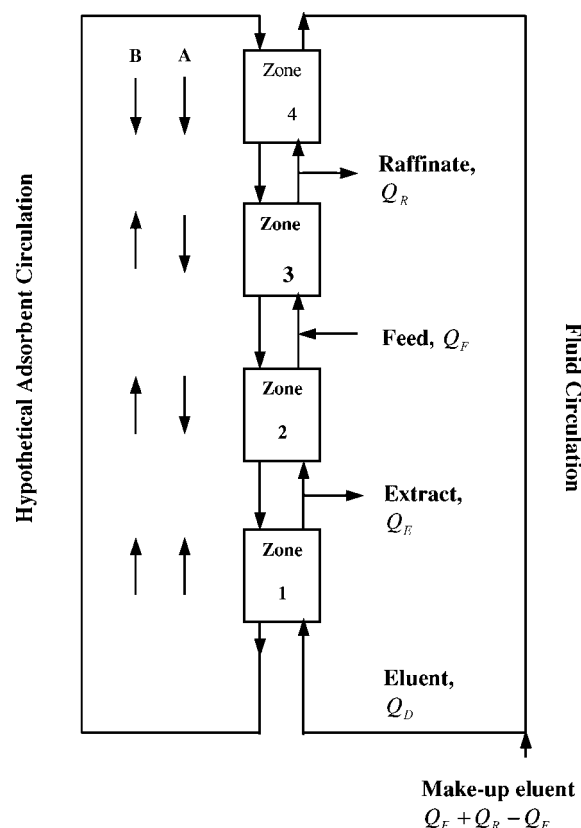 B A
Zone
4
Raffinate,
Q_R
Zone
3
Feed, Q_F
Zone
2
Extract,
Q_E
Zone
1
Eluent,
Q_D
Make-up eluent
Q_E + Q_R − Q_F
Hypothetical Adsorbent Circulation
Fluid Circulation